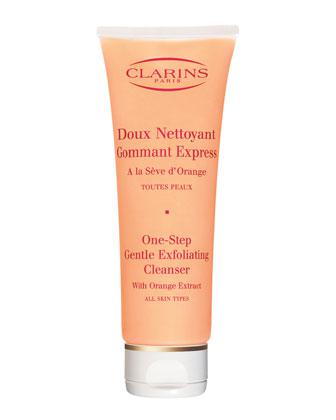 CLARINS
PARIS
Doux Nettoyant
Gommant Express
A la Sève d'Orange
TOUTES PEAUX
One-Step
Gentle Exfoliating
Cleanser
With Orange Extract
ALL SKIN TYPES